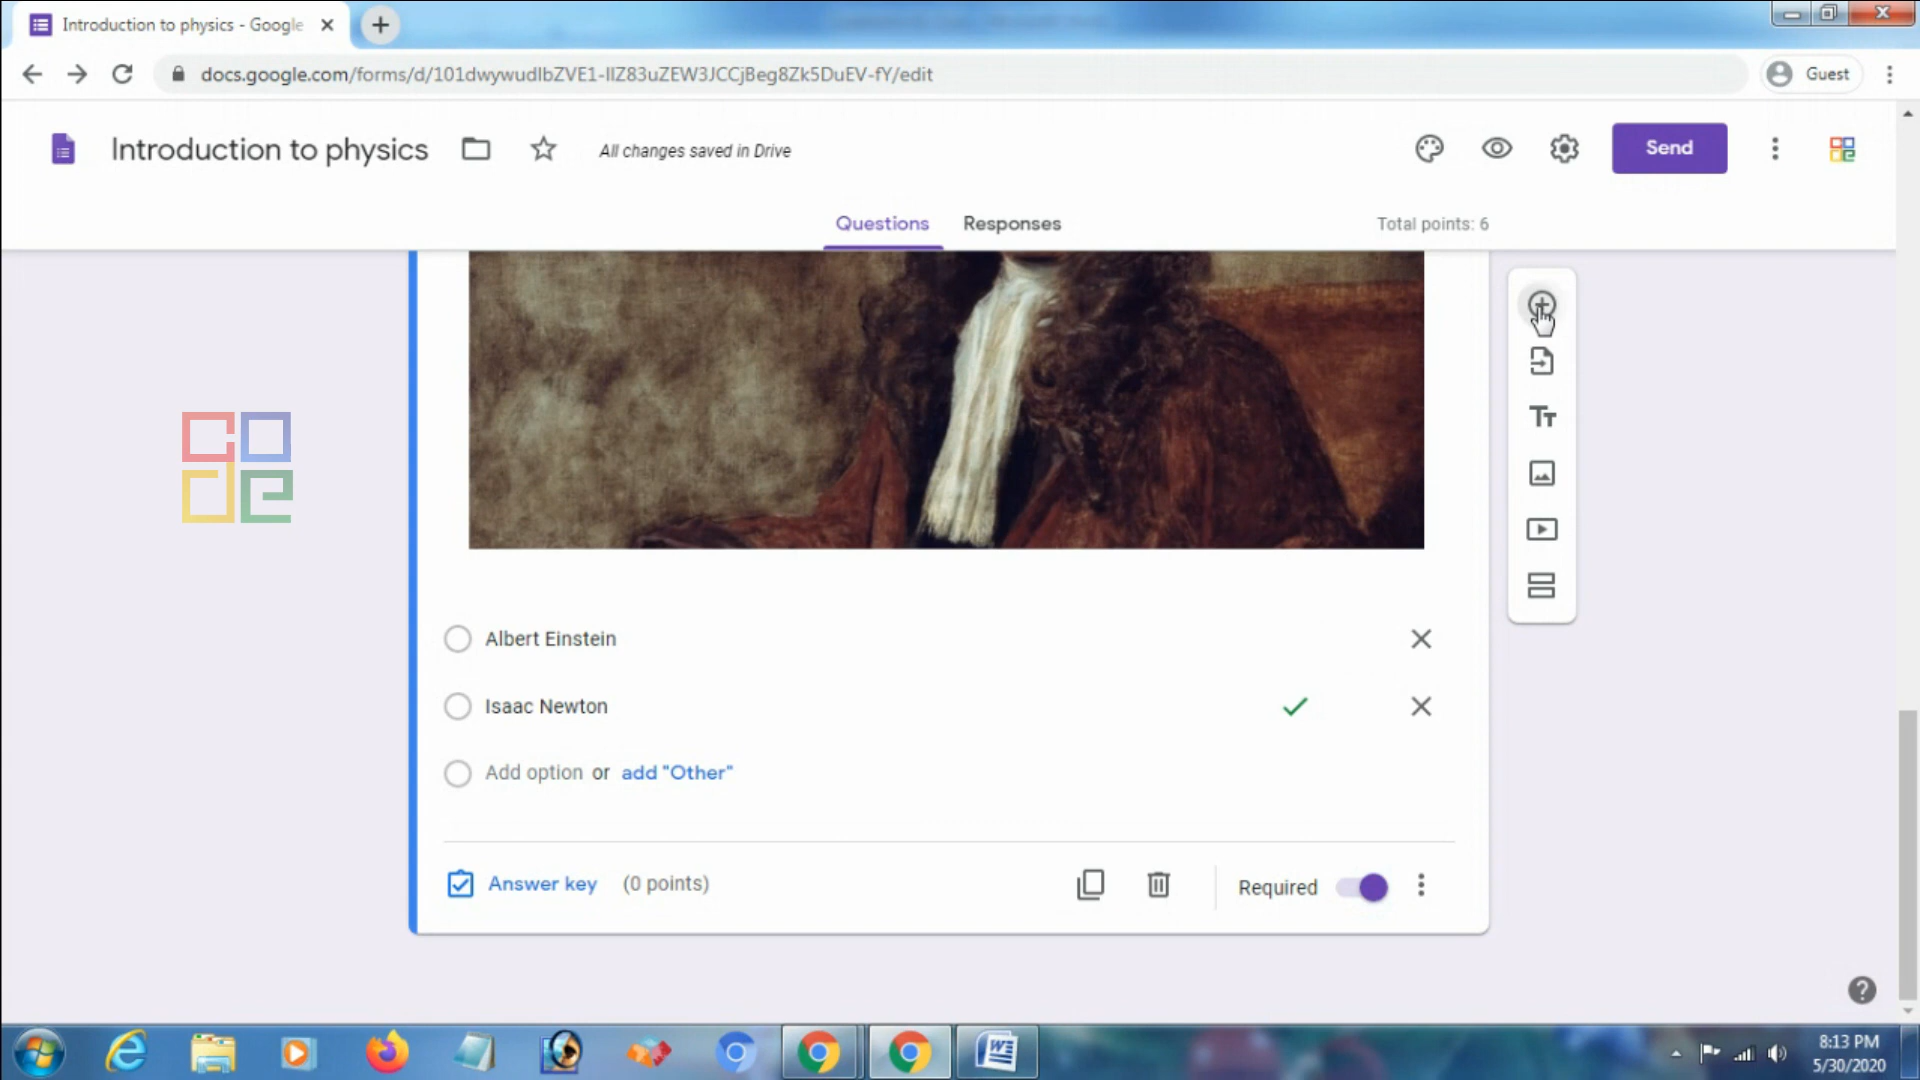 Introduction to physics - Google
docs.google.com/forms/d/101dwywudlbZVE1-IIZ83uZEW3JCCjBeg8Zk5DuEV-fY/edit
Guest
Introduction to physics
All changes saved in Drive
Send
Questions
Responses
Total points: 6
code
Albert Einstein
Isaac Newton
Add option or add "Other"
Answer key (0 points)
Required
8:13 PM
5/30/2020